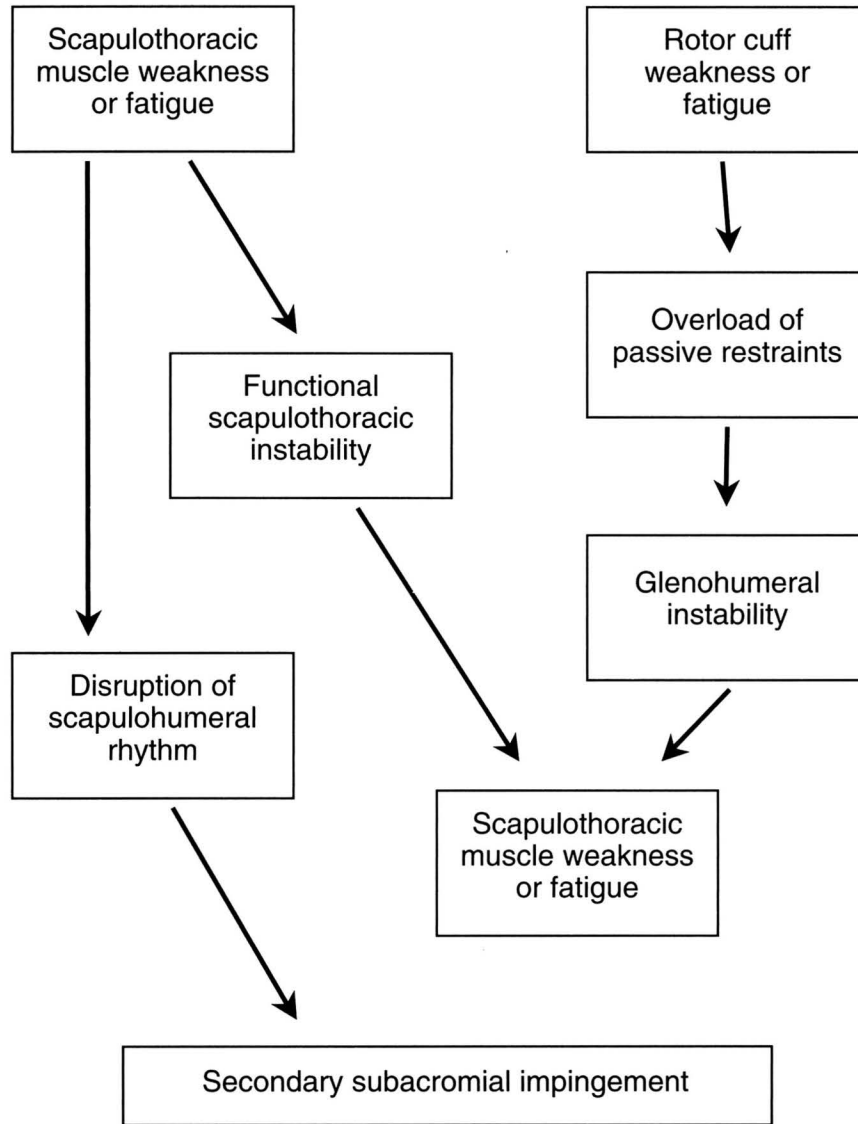 Scapulothoracic
muscle weakness
or fatigue
Rotor cuff
weakness or
fatigue
Overload of
passive restraints
Functional
scapulothoracic
instability
Glenohumeral
instability
Disruption of
scapulohumeral
rhythm
Scapulothoracic
muscle weakness
or fatigue
Secondary subacromial impingement